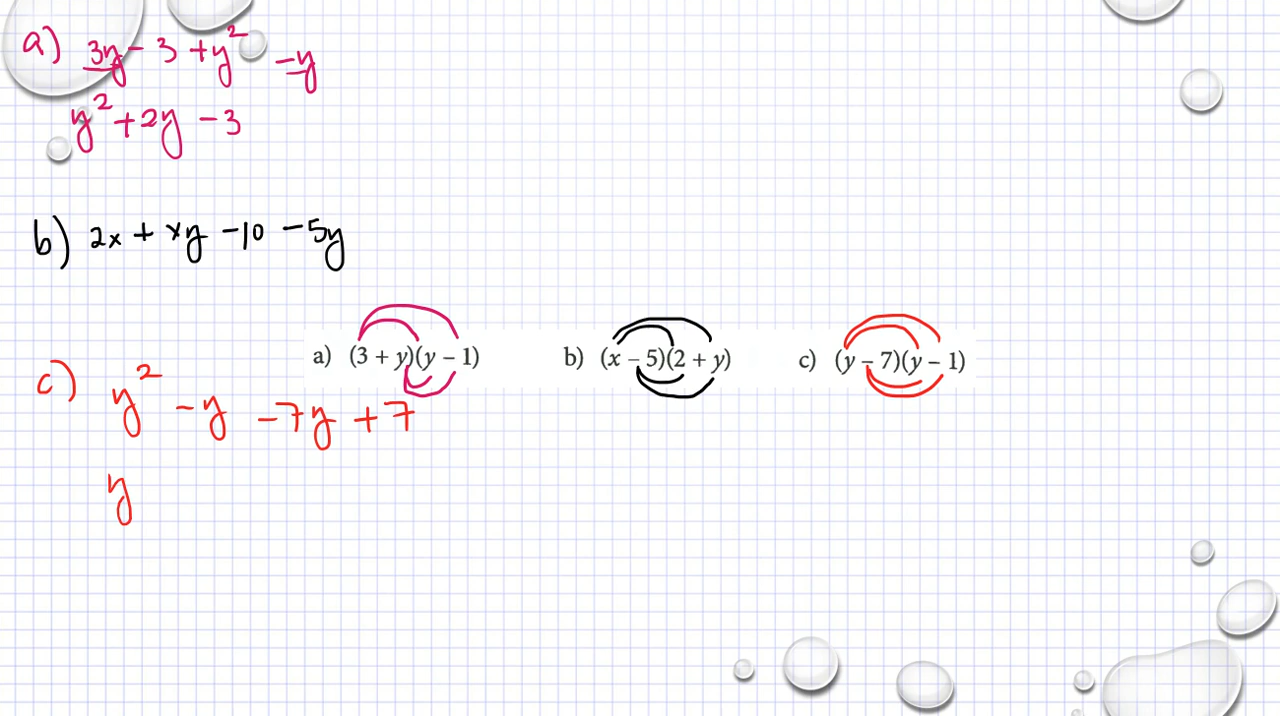 a) 3y - 3 + y² - y
y² + 2y - 3
b) 2x + xy - 10 - 5y
a) (3 + y)(y − 1) b) (x − 5)(2 + y) c) (y − 7)(y − 1)
c) y² - y - 7y + 7
y